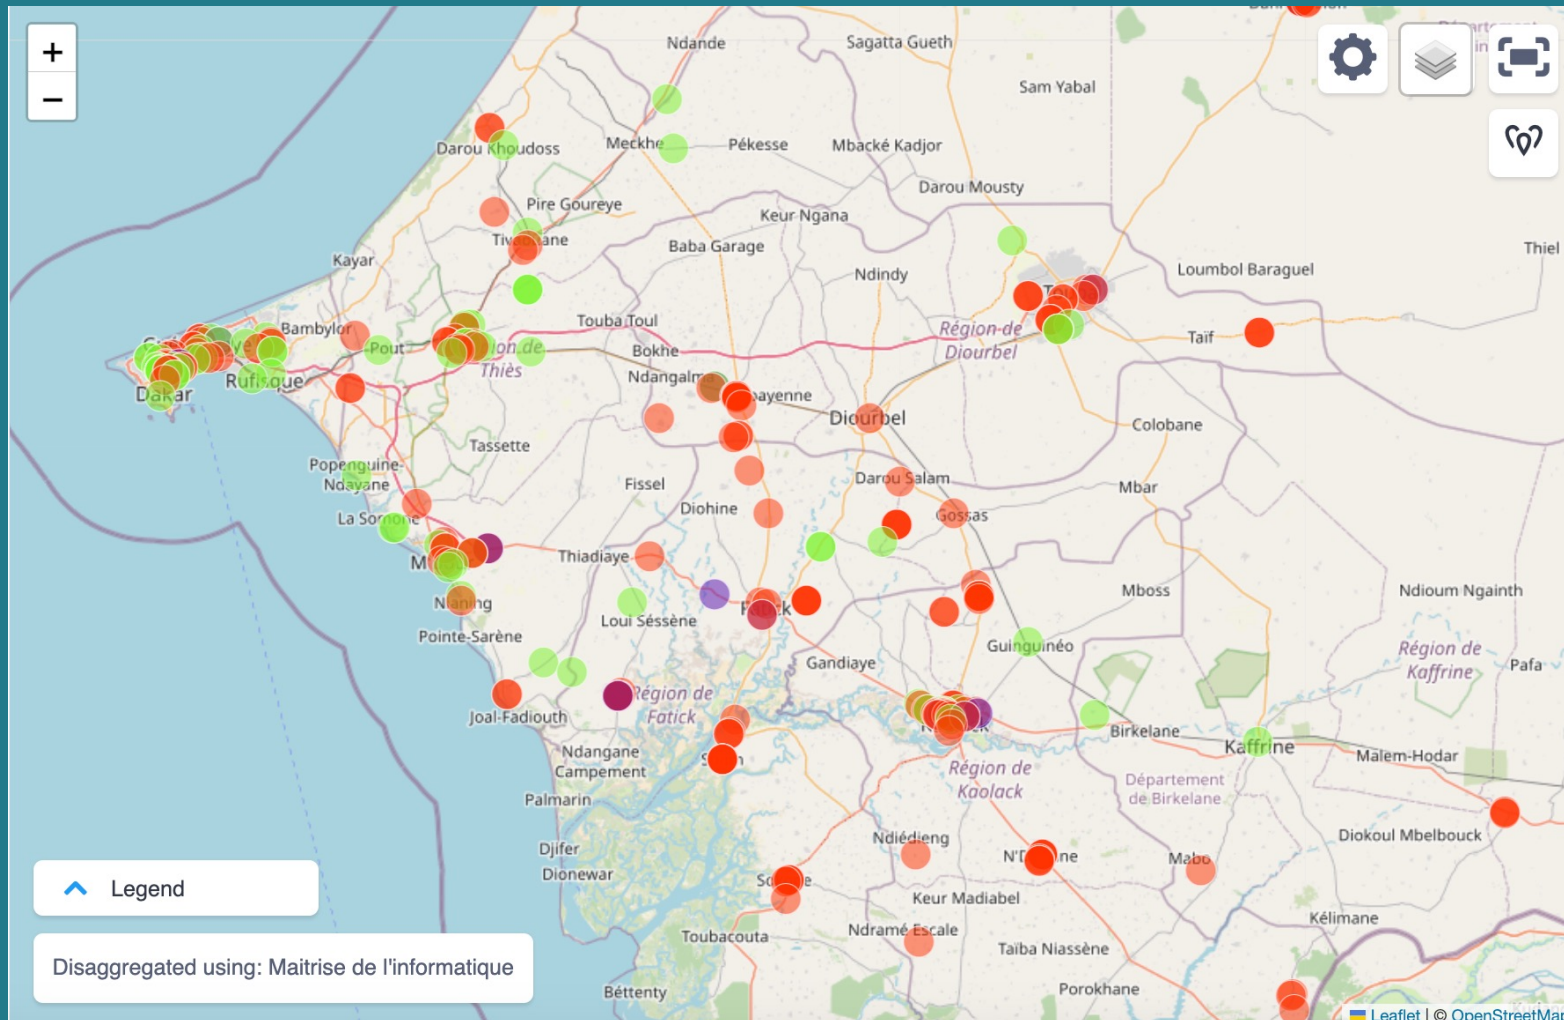 +
−
Ndande
Sagatta Gueth
Sam Yabal
Darou Khoudoss
Meckhe
Pékesse
Mbacké Kadjor
Darou Mousty
Pire Goureye
Keur Ngana
Baba Garage
Kayar
Ndindy
Loumbol Baraguel
Thiel
Bambylor
Pout
Touba Toul
Région de
Diourbel
Taïf
Bokhe
Thiès
Rufisque
Dakar
Diourbel
Colobane
Tassette
Popenguine-
Ndayane
Fissel
Darou Salam
Mbar
La Somone
Diohine
Gossas
Thiadiaye
Mboss
Ndioum Ngainth
Nianing
Loul Séssène
Pointe-Sarène
Guinguinéo
Gandiaye
Région de
Kaffrine
Pafa
Région de
Fatick
Joal-Fadiouth
Birkelane
Kaffrine
Malem-Hodar
Ndangane
Campement
Région de
Kaolack
Département
de Birkelane
Palmarin
Ndiédieng
Diokoul Mbelbouck
Djifer
Mabo
Dionewar
Keur Madiabel
Kélimane
Toubacouta
Ndramé Escale
Taïba Niassène
Porokhane
Béttenty
Legend
Disaggregated using: Maitrise de l'informatique
Leaflet | © OpenStreetMap